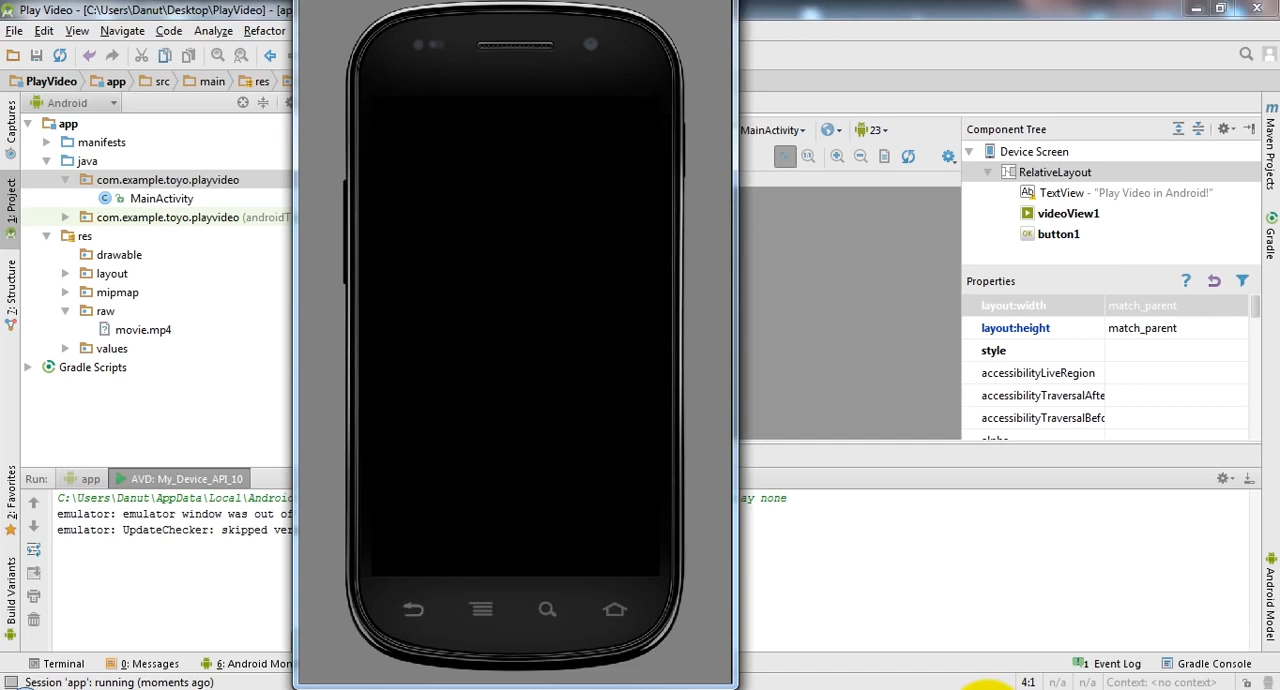 Play Video - [C:\Users\Danut\Desktop\PlayVideo] - [ap
File Edit View Navigate Code Analyze Refactor
PlayVideo app src main res
Android
MainActivity 23
Component Tree
app
manifests
java
com.example.toyo.playvideo
MainActivity
com.example.toyo.playvideo (androidT
res
drawable
layout
mipmap
raw
movie.mp4
values
Gradle Scripts
Device Screen
RelativeLayout
Ab TextView - "Play Video in Android!"
videoView1
OK button1
Properties
?
layout:width match_parent
layout:height match_parent
style
accessibilityLiveRegion
accessibilityTraversalAfte
accessibilityTraversalBefo
Captures
1: Project
7: Structure
2: Favorites
Build Variants
Maven Projects
Gradle
Android Model
Run: app AVD: My_Device_API_10
C:\Users\Danut\AppData\Local\Androi
ay none
emulator: emulator window was out of
emulator: UpdateChecker: skipped ver
Terminal 0: Messages 6: Android Mon
1 Event Log Gradle Console
Session 'app': running (moments ago)
4:1 n/a n/a Context: <no context>